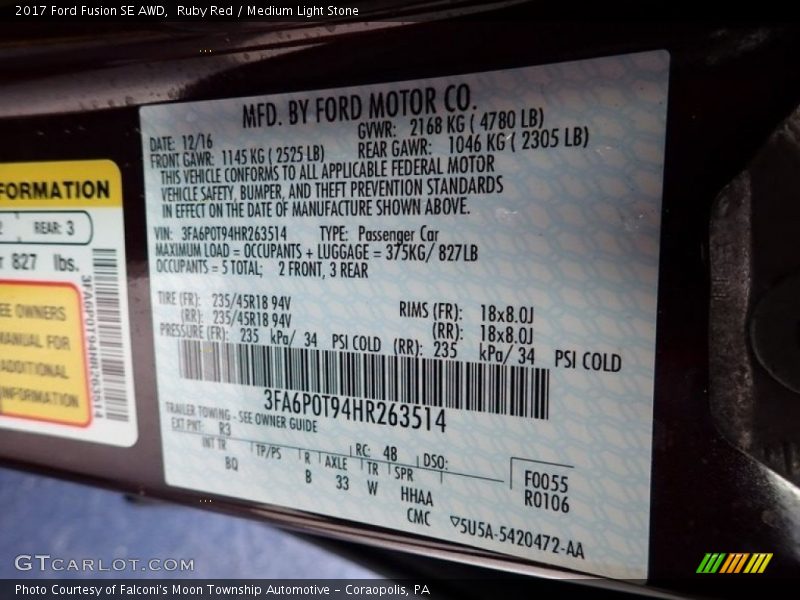 2017 Ford Fusion SE AWD,  Ruby Red / Medium Light Stone
MFD. BY FORD MOTOR CO.
DATE: 12/16 GVWR: 2168 KG ( 4780 LB)
FRONT GAWR: 1145 KG ( 2525 LB) REAR GAWR: 1046 KG ( 2305 LB)
THIS VEHICLE CONFORMS TO ALL APPLICABLE FEDERAL MOTOR
VEHICLE SAFETY, BUMPER, AND THEFT PREVENTION STANDARDS
IN EFFECT ON THE DATE OF MANUFACTURE SHOWN ABOVE.
VIN: 3FA6P0T94HR263514 TYPE: Passenger Car
MAXIMUM LOAD = OCCUPANTS + LUGGAGE = 375KG/ 827LB
OCCUPANTS = 5 TOTAL; 2 FRONT, 3 REAR
TIRE (FR): 235/45R18 94V RIMS (FR): 18x8.0J
(RR): 235/45R18 94V (RR): 18x8.0J
PRESSURE (FR): 235 kPa/ 34 PSI COLD (RR): 235 kPa/ 34 PSI COLD
3FA6P0T94HR263514
TRAILER TOWING - SEE OWNER GUIDE
EXT PNT: R3 RC: 48 DSO:
INT TR TP/PS R AXLE TR SPR
BQ B 33 W HHAA
CMC
F0055
R0106
▽5U5A-5420472-AA
FORMATION
2 REAR: 3
r 827 lbs.
EE OWNERS
MANUAL FOR
ADDITIONAL
INFORMATION
3FA6P0T94HR263514
GTCARLOT.COM
Photo Courtesy of Falconi's Moon Township Automotive - Coraopolis, PA